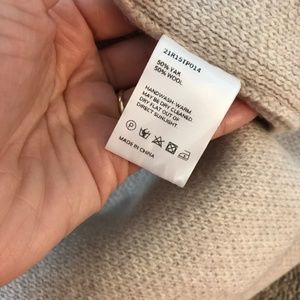 21R151P014
50% YAK
50% WOOL
HANDWASH-WARM
MAY BE DRY CLEANED.
DRY FLAT OUT OF
DIRECT SUNLIGHT.
P
MADE IN CHINA